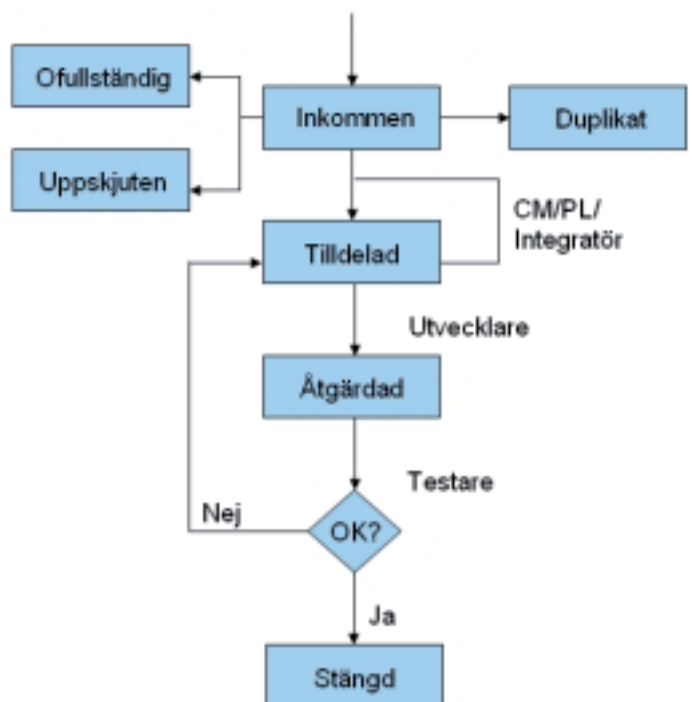 Ofullständig
Inkommen
Duplikat
Uppskjuten
CM/PL/
Integratör
Tilldelad
Utvecklare
Åtgärdad
Testare
Nej
OK?
Ja
Stängd